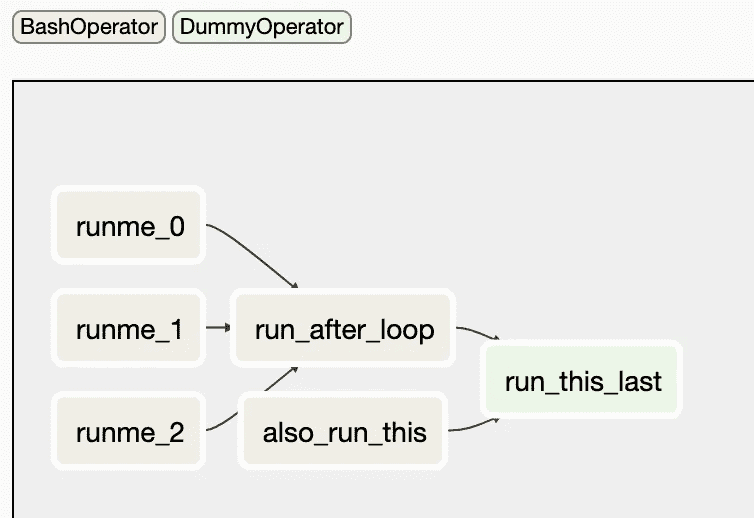 BashOperator DummyOperator
runme_0
runme_1 run_after_loop
run_this_last
runme_2 also_run_this